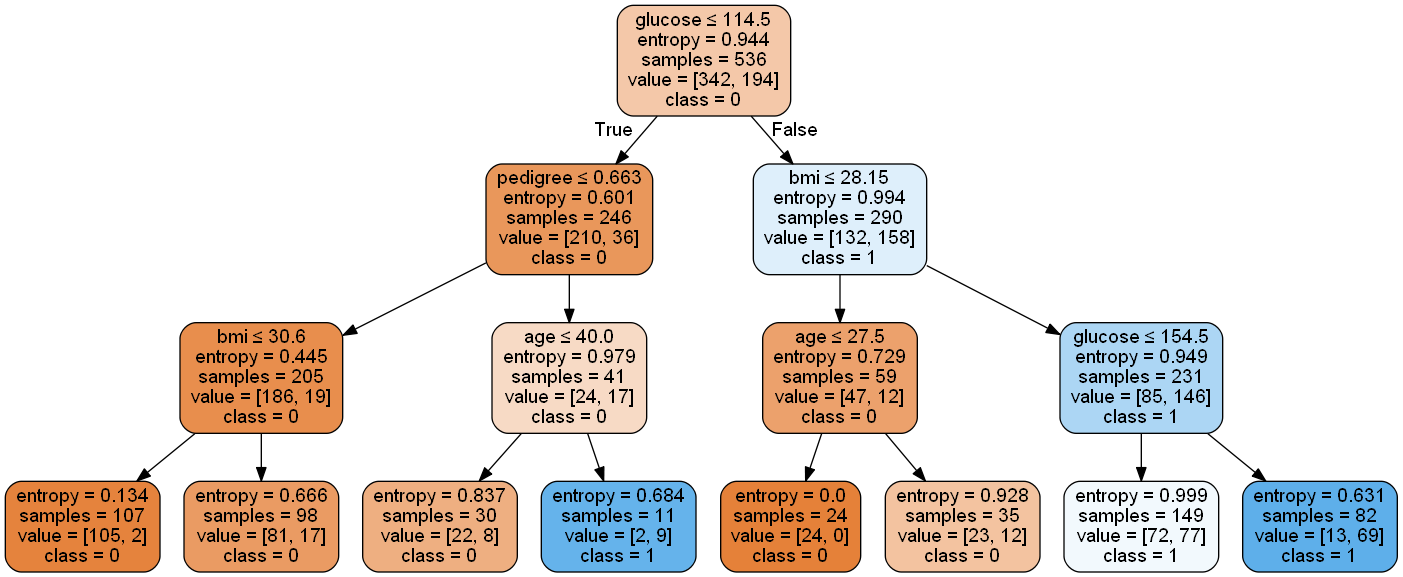 glucose ≤ 114.5
entropy = 0.944
samples = 536
value = [342, 194]
class = 0
True
False
pedigree ≤ 0.663
entropy = 0.601
samples = 246
value = [210, 36]
class = 0
bmi ≤ 28.15
entropy = 0.994
samples = 290
value = [132, 158]
class = 1
bmi ≤ 30.6
entropy = 0.445
samples = 205
value = [186, 19]
class = 0
age ≤ 40.0
entropy = 0.979
samples = 41
value = [24, 17]
class = 0
age ≤ 27.5
entropy = 0.729
samples = 59
value = [47, 12]
class = 0
glucose ≤ 154.5
entropy = 0.949
samples = 231
value = [85, 146]
class = 1
entropy = 0.134
samples = 107
value = [105, 2]
class = 0
entropy = 0.666
samples = 98
value = [81, 17]
class = 0
entropy = 0.837
samples = 30
value = [22, 8]
class = 0
entropy = 0.684
samples = 11
value = [2, 9]
class = 1
entropy = 0.0
samples = 24
value = [24, 0]
class = 0
entropy = 0.928
samples = 35
value = [23, 12]
class = 0
entropy = 0.999
samples = 149
value = [72, 77]
class = 1
entropy = 0.631
samples = 82
value = [13, 69]
class = 1